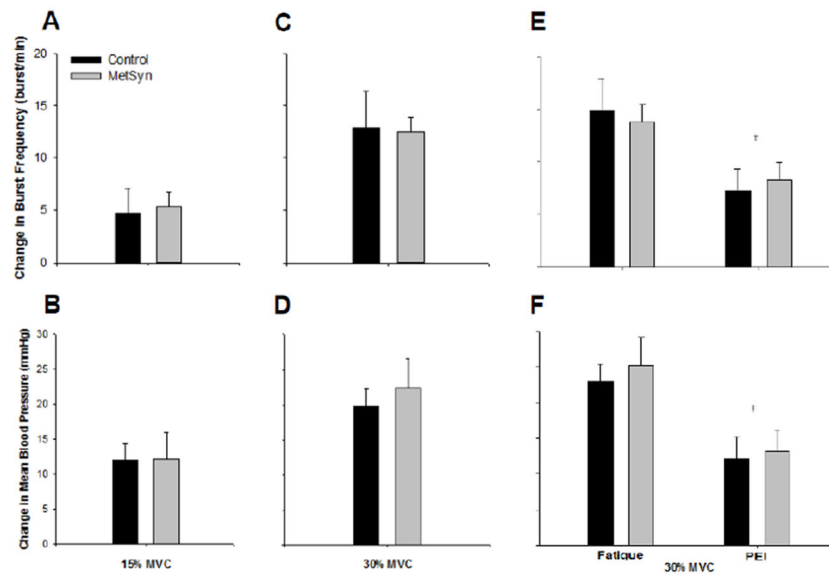 A
C
E
Control
MetSyn
Change in Burst Frequency (burst/min)
20
15
10
5
0
B
D
F
Change in Mean Blood Pressure (mmHg)
30
25
20
15
10
5
0
15% MVC
30% MVC
Fatigue
PEI
30% MVC